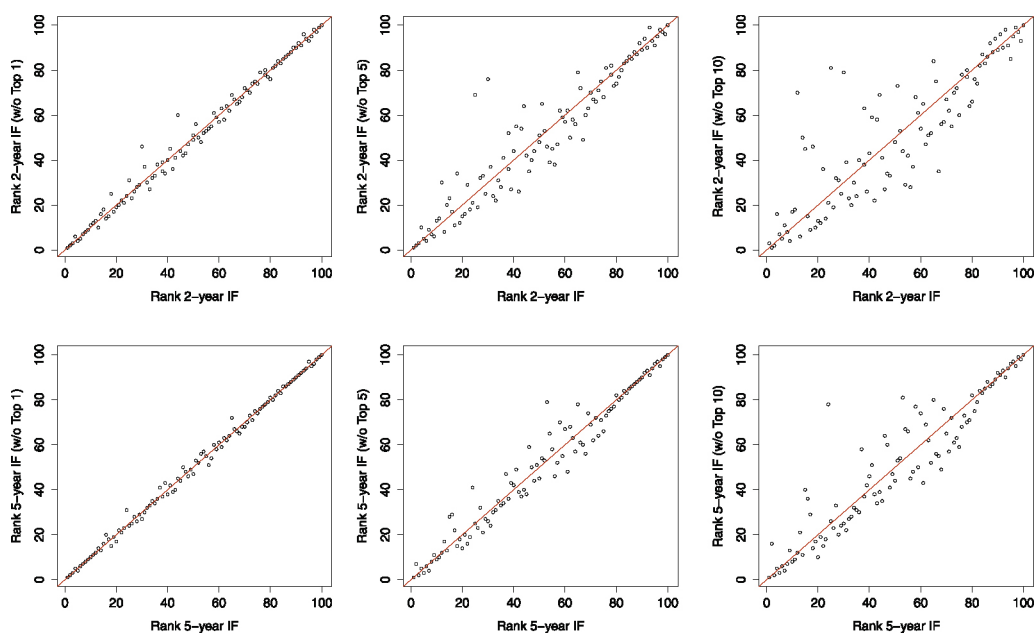 Rank 2-year IF (w/o Top 1)
100
80
60
40
20
0
0 20 40 60 80 100
Rank 2-year IF
Rank 2-year IF (w/o Top 5)
100
80
60
40
20
0
0 20 40 60 80 100
Rank 2-year IF
Rank 2-year IF (w/o Top 10)
100
80
60
40
20
0
0 20 40 60 80 100
Rank 2-year IF
Rank 5-year IF (w/o Top 1)
100
80
60
40
20
0
0 20 40 60 80 100
Rank 5-year IF
Rank 5-year IF (w/o Top 5)
100
80
60
40
20
0
0 20 40 60 80 100
Rank 5-year IF
Rank 5-year IF (w/o Top 10)
100
80
60
40
20
0
0 20 40 60 80 100
Rank 5-year IF